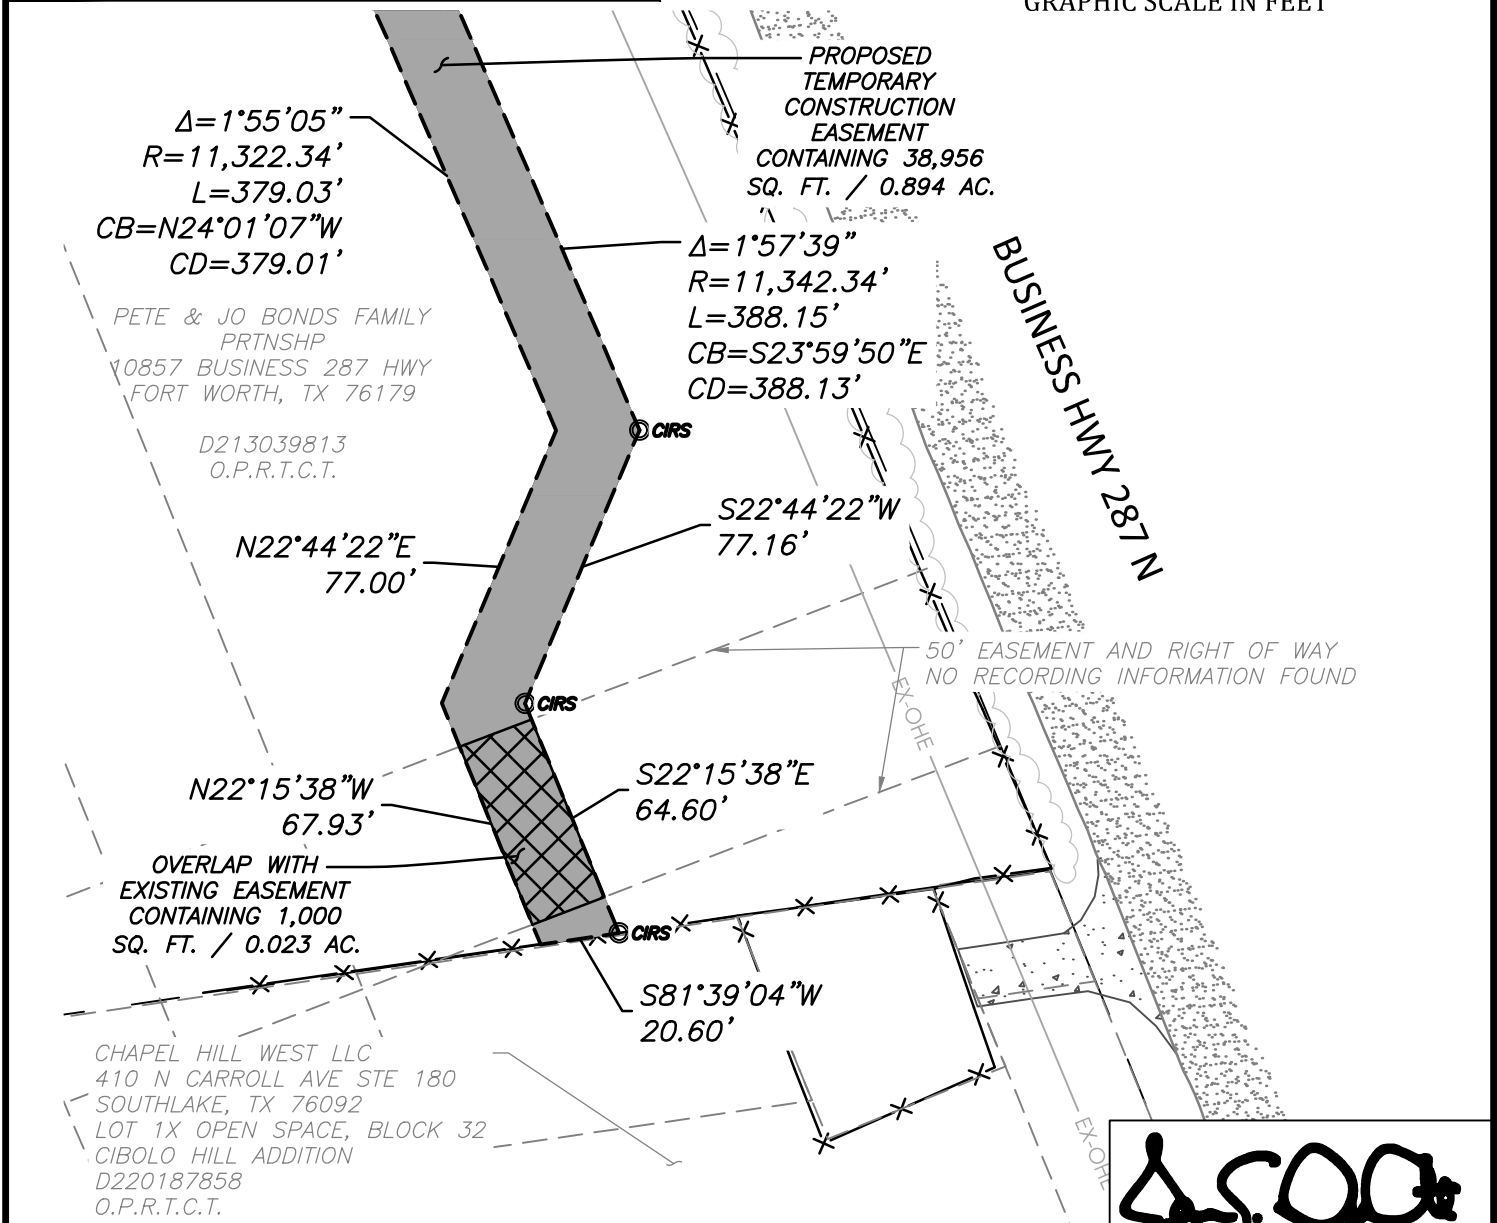 GRAPHIC SCALE IN FEET
PROPOSED
TEMPORARY
CONSTRUCTION
EASEMENT
CONTAINING 38,956
SQ. FT. / 0.894 AC.
Δ=1°55'05"
R=11,322.34'
L=379.03'
CB=N24°01'07"W
CD=379.01'
Δ=1°57'39"
R=11,342.34'
L=388.15'
CB=S23°59'50"E
CD=388.13'
BUSINESS HWY 287 N
PETE & JO BONDS FAMILY
PRTNSHP
10857 BUSINESS 287 HWY
FORT WORTH, TX 76179
D213039813
O.P.R.T.C.T.
CIRS
S22°44'22"W
77.16'
N22°44'22"E
77.00'
50' EASEMENT AND RIGHT OF WAY
NO RECORDING INFORMATION FOUND
EX-OHE
CIRS
N22°15'38"W
67.93'
S22°15'38"E
64.60'
OVERLAP WITH
EXISTING EASEMENT
CONTAINING 1,000
SQ. FT. / 0.023 AC.
CIRS
S81°39'04"W
20.60'
CHAPEL HILL WEST LLC
410 N CARROLL AVE STE 180
SOUTHLAKE, TX 76092
LOT 1X OPEN SPACE, BLOCK 32
CIBOLO HILL ADDITION
D220187858
O.P.R.T.C.T.
EX-OHE